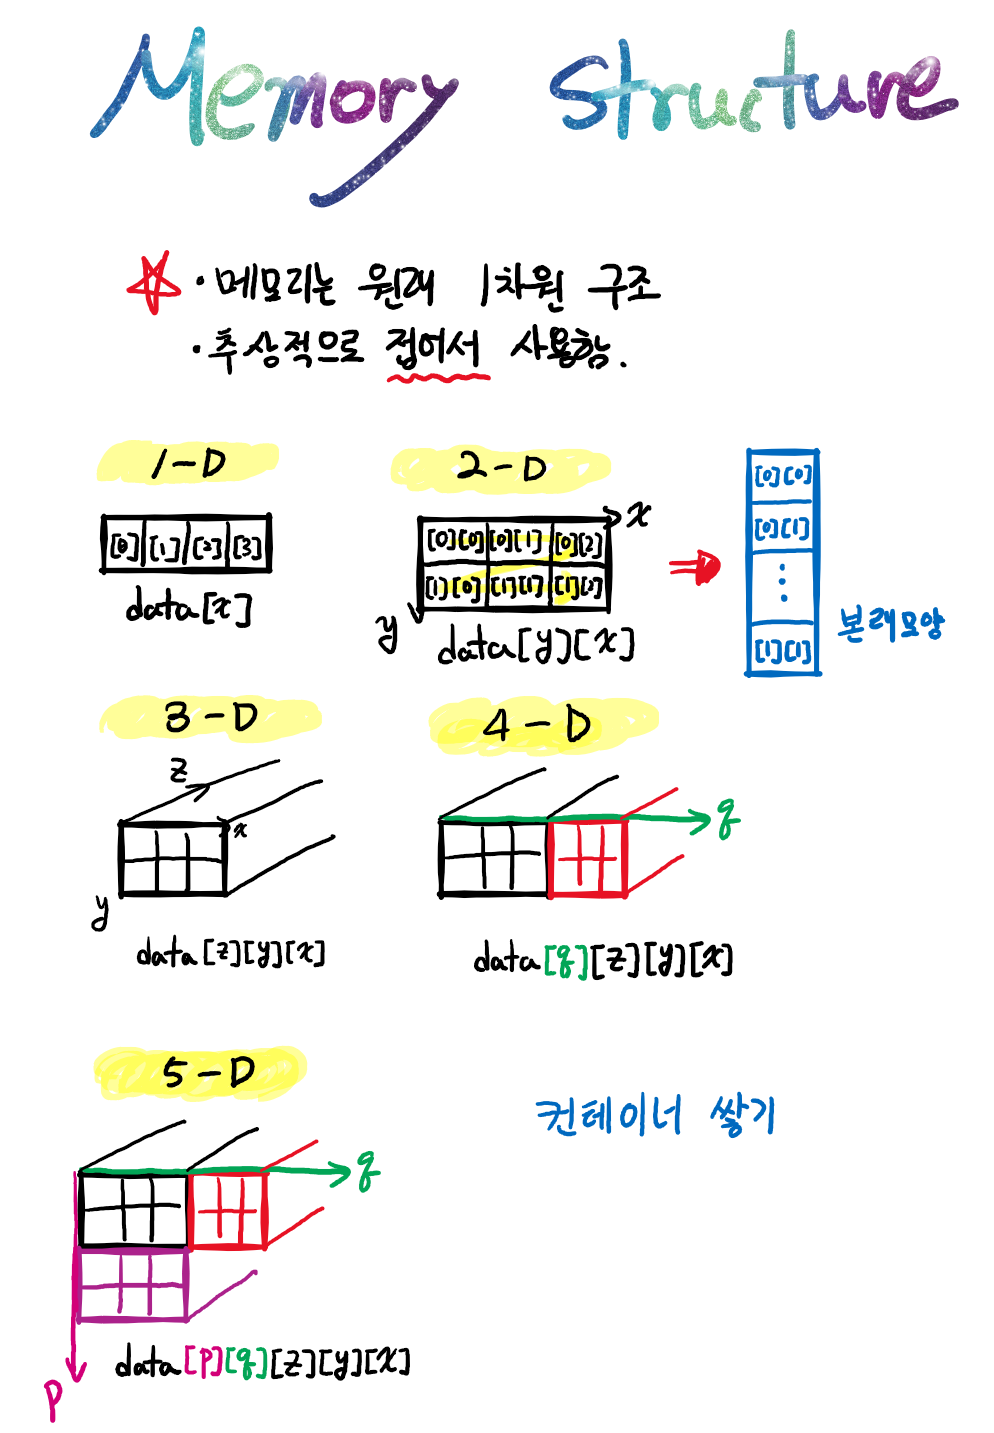 Memory structure
· 메모리는 원래 1차원 구조
· 추상적으로 접어서 사용함.
1-D
[0] [1] [2] [3]
data[x]
2-D
x
[0][0] [0][1] [0][2]
[1][0] [1][1] [1][2]
y
data[y][x]
[0][0]
[0][1]
⋮
[1][1]
본래모양
3-D
z
x
y
data[z][y][x]
4-D
q
data[q][z][y][x]
5-D
q
p
data[p][q][z][y][x]
컨테이너 쌓기